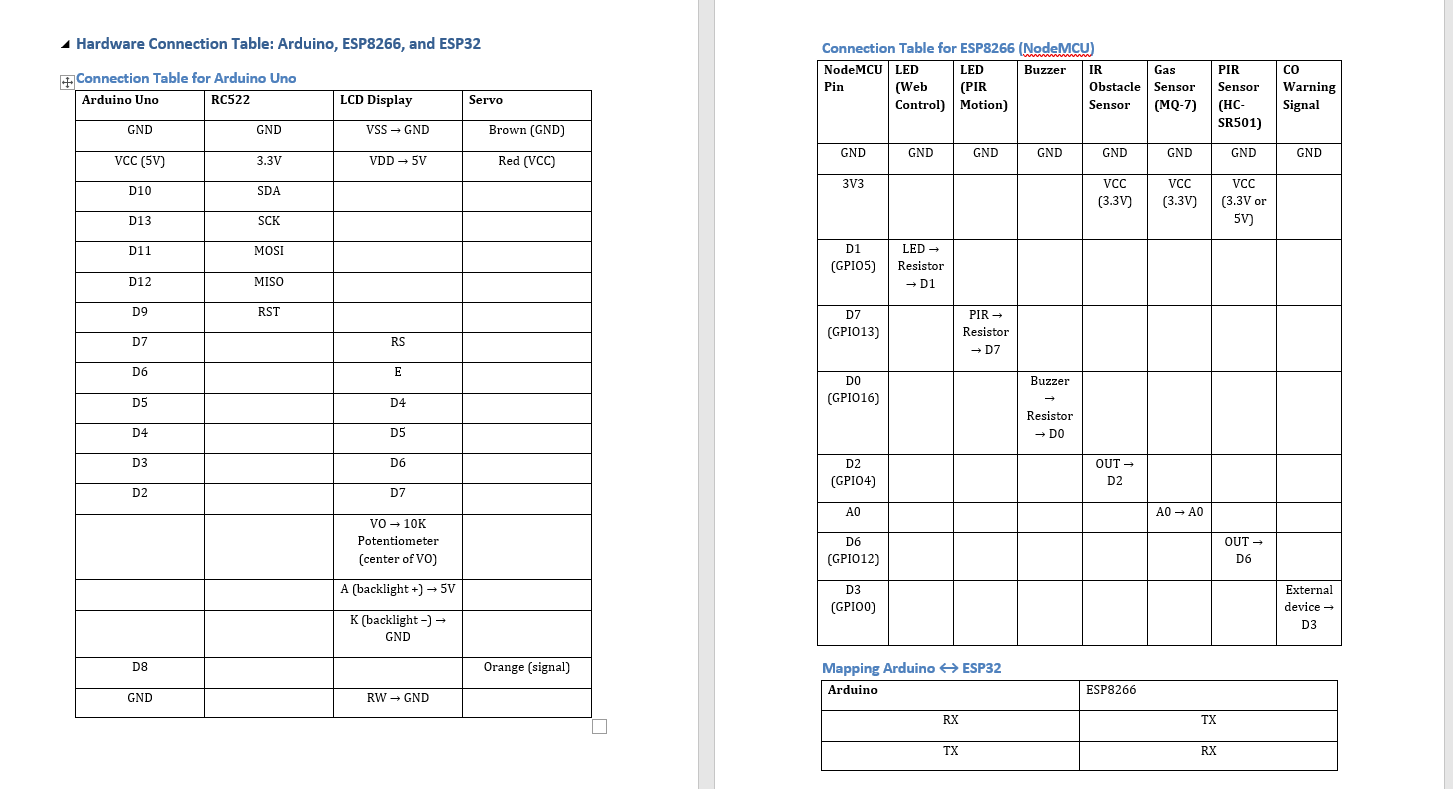 Hardware Connection Table: Arduino, ESP8266, and ESP32
Connection Table for Arduino Uno
Arduino Uno RC522 LCD Display Servo
GND GND VSS → GND Brown (GND)
VCC (5V) 3.3V VDD → 5V Red (VCC)
D10 SDA
D13 SCK
D11 MOSI
D12 MISO
D9 RST
D7 RS
D6 E
D5 D4
D4 D5
D3 D6
D2 D7
VO → 10K
Potentiometer
(center of VO)
A (backlight +) → 5V
K (backlight –) →
GND
D8 Orange (signal)
GND RW → GND
Connection Table for ESP8266 (NodeMCU)
NodeMCU LED LED Buzzer IR Gas PIR CO
Pin (Web (PIR Obstacle Sensor Sensor Warning
Control) Motion) Sensor (MQ-7) (HC- Signal
SR501)
GND GND GND GND GND GND GND GND
3V3 VCC VCC VCC
(3.3V) (3.3V) (3.3V or
5V)
D1 LED →
(GPIO5) Resistor
→ D1
D7 PIR →
(GPIO13) Resistor
→ D7
D0 Buzzer
(GPIO16) →
Resistor
→ D0
D2 OUT →
(GPIO4) D2
A0 A0 → A0
D6 OUT →
(GPIO12) D6
D3 External
(GPIO0) device →
D3
Mapping Arduino ↔ ESP32
Arduino ESP8266
RX TX
TX RX